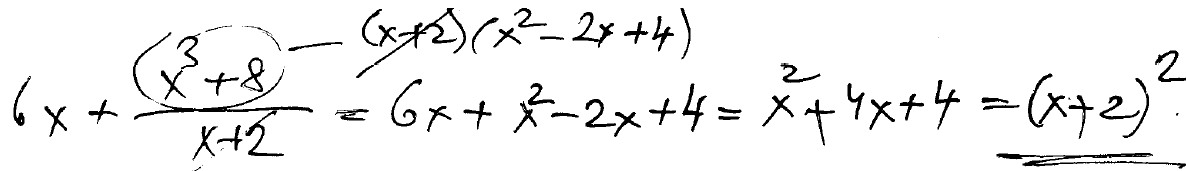 (x+2)(x²-2x+4)
6x + (x³+8)/(x+2) = 6x + x²-2x+4 = x²+4x+4 = (x+2)².